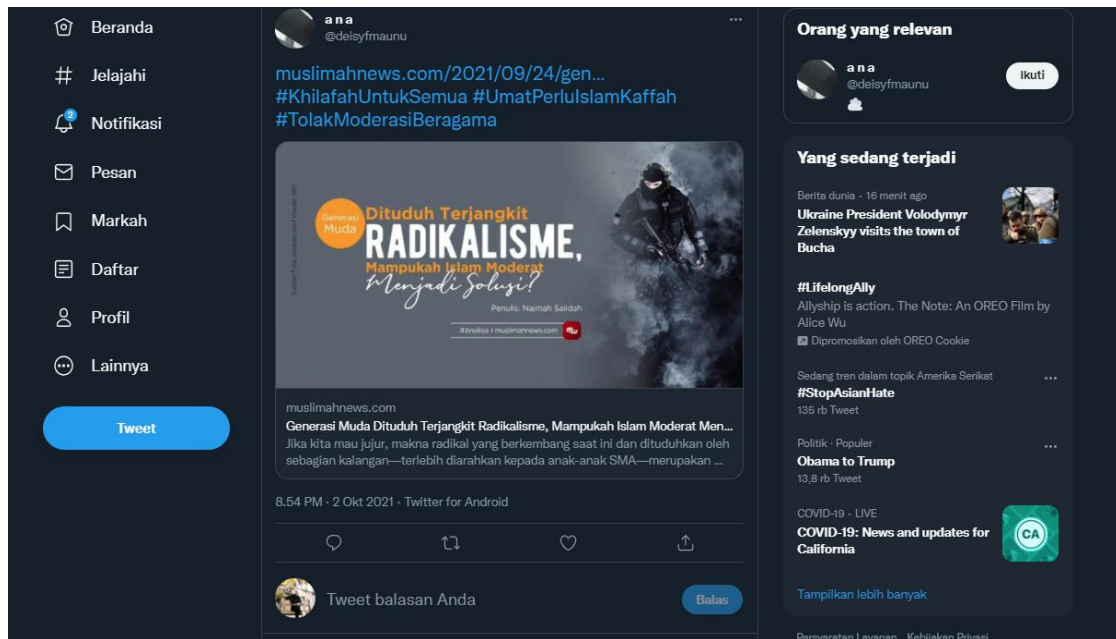 Beranda
Jelajahi
2
Notifikasi
Pesan
Markah
Daftar
Profil
Lainnya
Tweet
ana
@deisyfmaunu
muslimahnews.com/2021/09/24/gen...
#KhilafahUntukSemua #UmatPerluIslamKaffah
#TolakModerasiBeragama
Generasi
Muda
Dituduh Terjangkit
RADIKALISME,
Mampukah Islam Moderat
Menjadi Solusi?
Penulis: Najmah Saiidah
#Analisis | muslimahnews.com
muslimahnews.com
Generasi Muda Dituduh Terjangkit Radikalisme, Mampukah Islam Moderat Men...
Jika kita mau jujur, makna radikal yang berkembang saat ini dan dituduhkan oleh
sebagian kalangan—terlebih diarahkan kepada anak-anak SMA—merupakan ...
8.54 PM · 2 Okt 2021 · Twitter for Android
Tweet balasan Anda
Balas
Orang yang relevan
ana
@deisyfmaunu
Ikuti
Yang sedang terjadi
Berita dunia · 16 menit ago
Ukraine President Volodymyr
Zelenskyy visits the town of
Bucha
#LifelongAlly
Allyship is action. The Note: An OREO Film by
Alice Wu
Dipromosikan oleh OREO Cookie
Sedang tren dalam topik Amerika Serikat
#StopAsianHate
135 rb Tweet
Politik · Populer
Obama to Trump
13,8 rb Tweet
COVID-19 · LIVE
COVID-19: News and updates for
California
CA
Tampilkan lebih banyak
Persyaratan Layanan Kebijakan Privasi